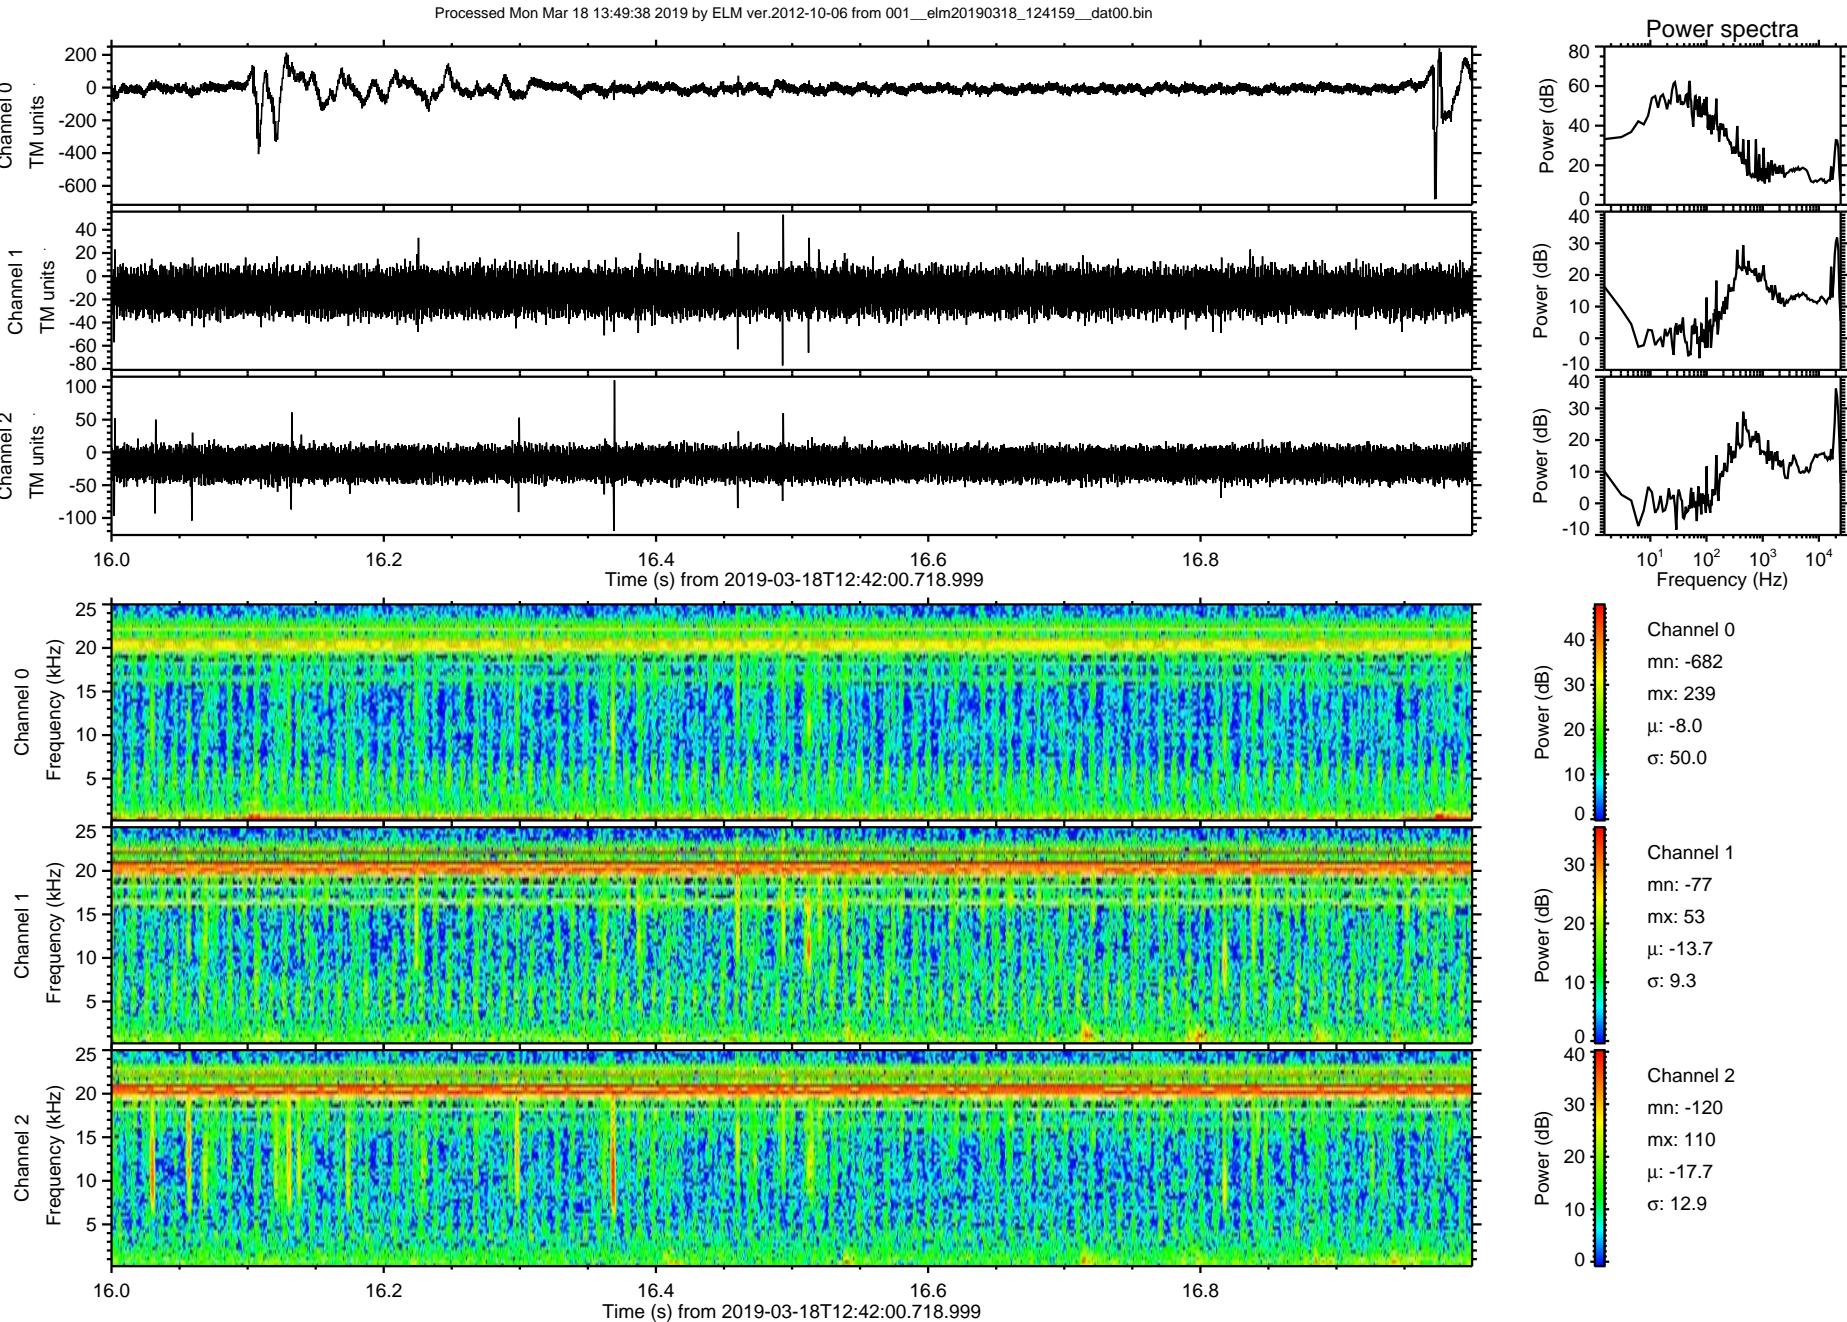 Processed Mon Mar 18 13:49:38 2019 by ELM ver.2012-10-06 from 001__elm20190318_124159__dat00.bin
Power spectra
Channel 0
TM units
200
0
-200
-400
-600
Power (dB)
80
60
40
20
0
Channel 1
TM units
40
20
0
-20
-40
-60
-80
Power (dB)
40
30
20
10
0
-10
Channel 2
TM units
100
50
0
-50
-100
Power (dB)
40
30
20
10
0
-10
16.0 16.2 16.4 16.6 16.8
Time (s) from 2019-03-18T12:42:00.718.999
10^1 10^2 10^3 10^4
Frequency (Hz)
Channel 0
Frequency (kHz)
25
20
15
10
5
Power (dB)
40
30
20
10
0
Channel 0
mn: -682
mx: 239
μ: -8.0
σ: 50.0
Channel 1
Frequency (kHz)
25
20
15
10
5
Power (dB)
30
20
10
0
Channel 1
mn: -77
mx: 53
μ: -13.7
σ: 9.3
Channel 2
Frequency (kHz)
25
20
15
10
5
Power (dB)
40
30
20
10
0
Channel 2
mn: -120
mx: 110
μ: -17.7
σ: 12.9
16.0 16.2 16.4 16.6 16.8
Time (s) from 2019-03-18T12:42:00.718.999